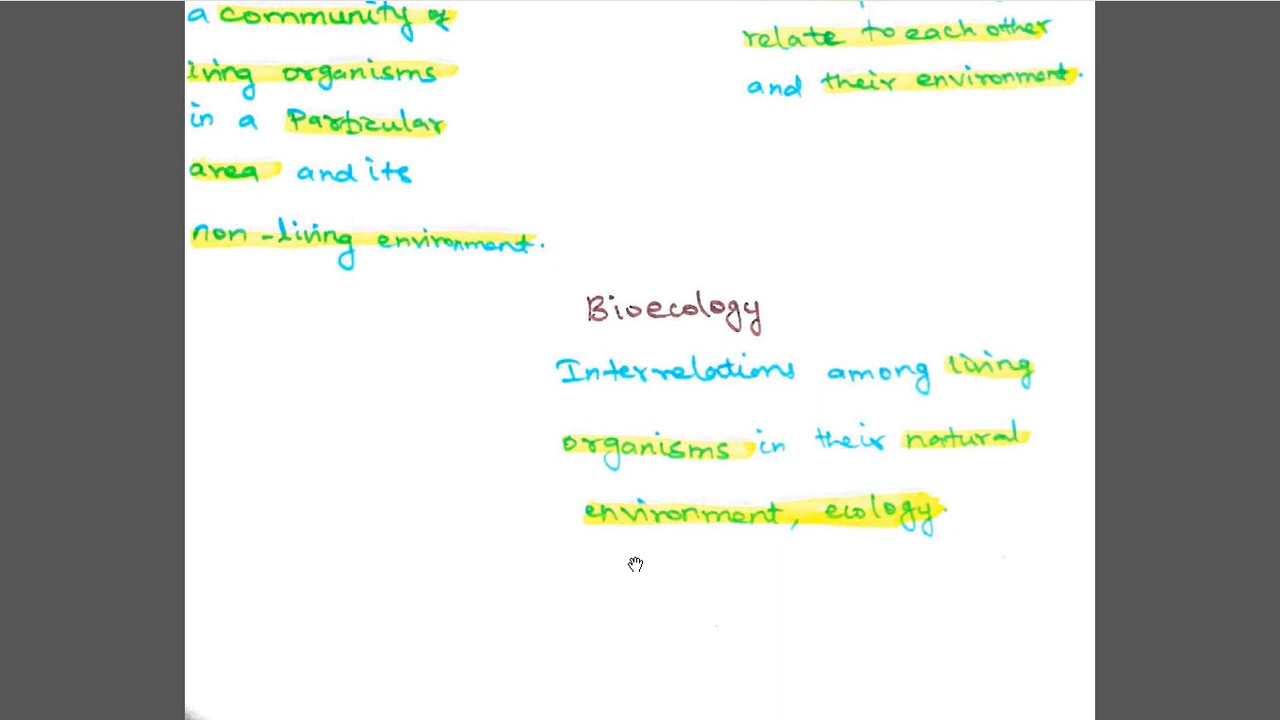 a community of
living organisms
in a Particular
area and its
non-living environment.
relate to each other
and their environment.
Bioecology
Interrelations among living
organisms in their natural
environment, ecology.